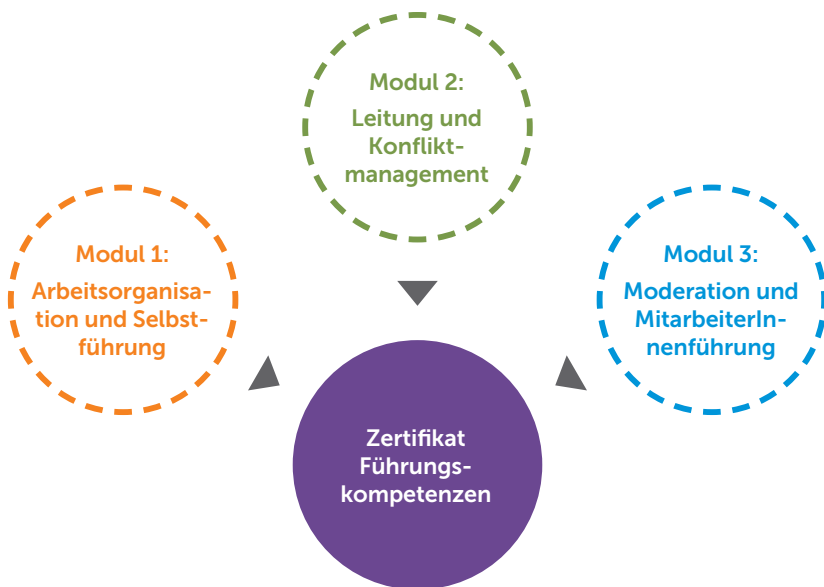 Modul 1:
Arbeitsorganisa-
tion und Selbst-
führung
Modul 2:
Leitung und
Konflikt-
management
Modul 3:
Moderation und
MitarbeiterIn-
nenführung
Zertifikat
Führungs-
kompetenzen